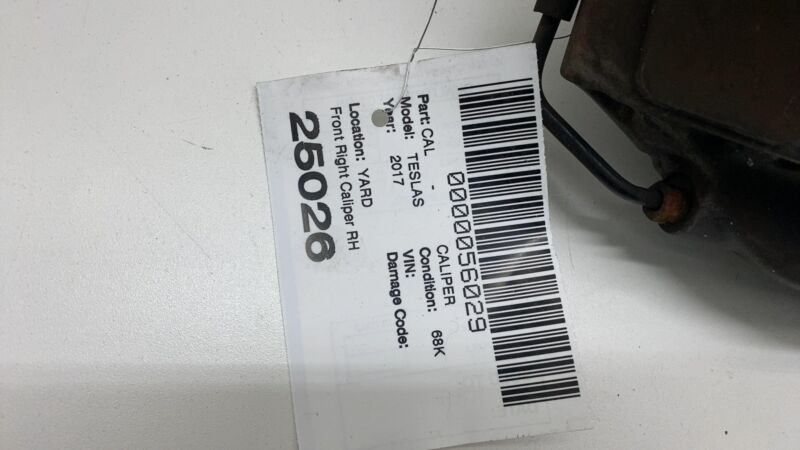 0000056029
Part: CAL - CALIPER
Model: TESLAS Condition: 68K
Year: 2017 VIN:
Damage Code:
Location: YARD
Front Right Caliper RH
25026